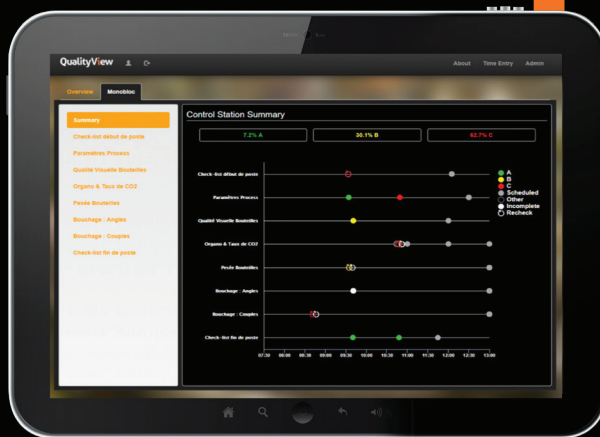 QualityView
About Time Entry Admin
Overview Monobloc
Summary
Check-list début de poste
Paramètres Process
Qualité Visuelle Bouteilles
Organo & Taux de CO2
Pesée Bouteilles
Bouchage : Angles
Bouchage : Couples
Check-list fin de poste
Control Station Summary
7.2% A 30.1% B 62.7% C
Check-list début de poste
Paramètres Process
Qualité Visuelle Bouteilles
Organo & Taux de CO2
Pesée Bouteilles
Bouchage : Angles
Bouchage : Couples
Check-list fin de poste
A
B
C
Scheduled
Other
Incomplete
Recheck
07:30 08:00 08:30 09:00 09:30 10:00 10:30 11:00 11:30 12:00 12:30 13:00